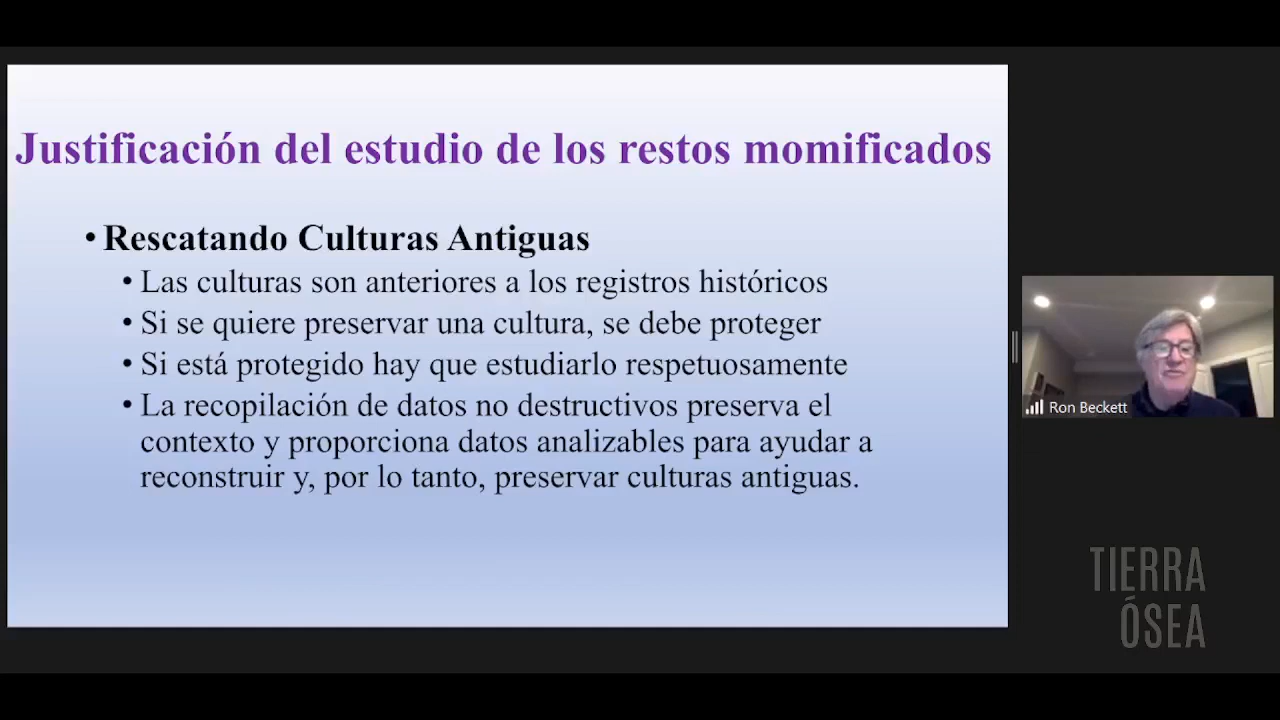 Justificación del estudio de los restos momificados
• Rescatando Culturas Antiguas
• Las culturas son anteriores a los registros históricos
• Si se quiere preservar una cultura, se debe proteger
• Si está protegido hay que estudiarlo respetuosamente
• La recopilación de datos no destructivos preserva el
contexto y proporciona datos analizables para ayudar a
reconstruir y, por lo tanto, preservar culturas antiguas.
Ron Beckett
TIERRA
ÓSEA